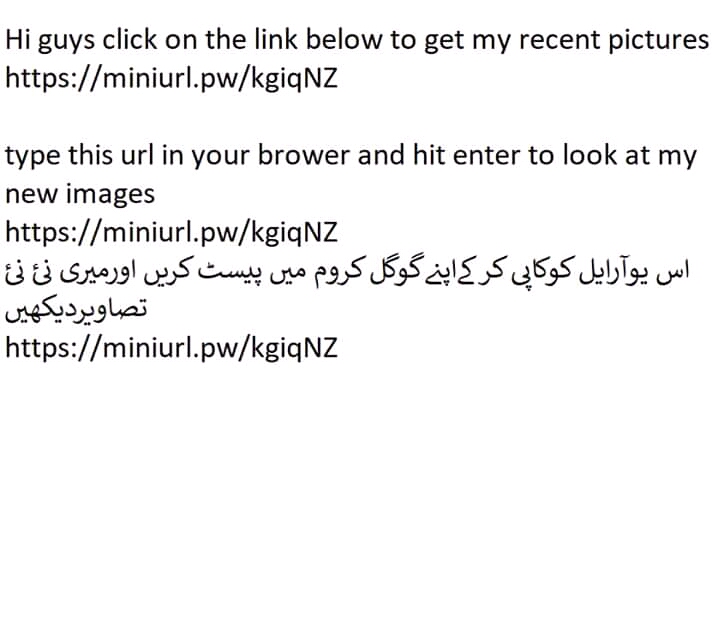 Hi guys click on the link below to get my recent pictures
https://miniurl.pw/kgiqNZ
type this url in your brower and hit enter to look at my
new images
https://miniurl.pw/kgiqNZ
اس یوآرایل کوکاپی کر کےاپنےگوگل کروم میں پیسٹ کریں اورمیری نئ نئ
تصاویردیکھیں
https://miniurl.pw/kgiqNZ